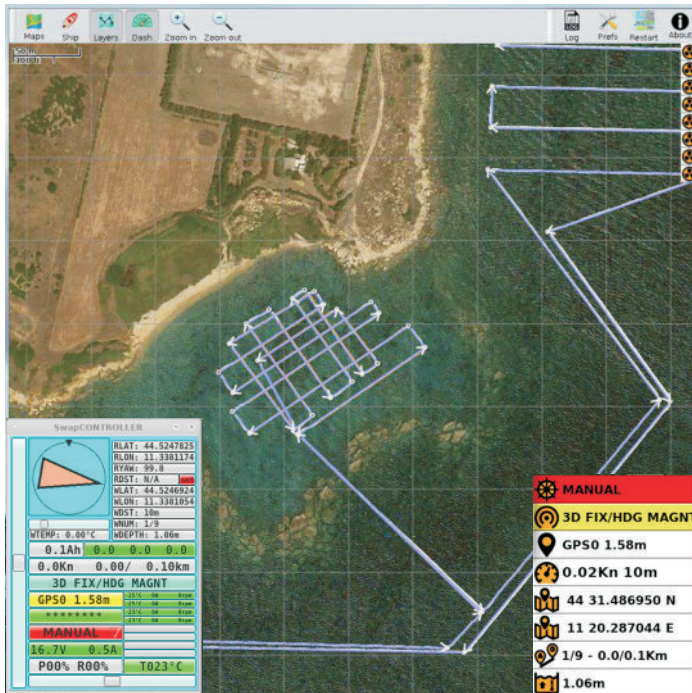 Maps Ship Layers Dash Zoom in Zoom out Log Prefs Restart About
SwapCONTROLLER
RLAT: 44.5247825
RLON: 11.3381174
RYAW: 99.8
RDST: N/A
WLAT: 44.5246924
WLON: 11.3381054
WDST: 10m
WNUM: 1/9
WTEMP: 0.00°C WDEPTH: 1.06m
0.1Ah 0.0 0.0 0.0
0.0Kn 0.00/ 0.10km
3D FIX/HDG MAGNT
GPS0 1.58m
********
MANUAL
16.7V 0.5A
P00% R00% T023°C
MANUAL
3D FIX/HDG MAGNT
GPS0 1.58m
0.02Kn 10m
44 31.486950 N
11 20.287044 E
1/9 - 0.0/0.1Km
1.06m